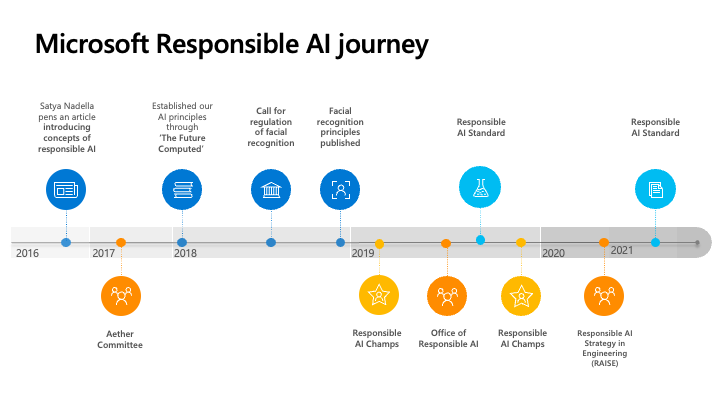 Microsoft Responsible AI journey
Satya Nadella
pens an article
introducing
concepts of
responsible AI
Established our
AI principles
through
'The Future
Computed'
Call for
regulation
of facial
recognition
Facial
recognition
principles
published
Responsible
AI Standard
Responsible
AI Standard
2016
2017
2018
2019
2020
2021
Aether
Committee
Responsible
AI Champs
Office of
Responsible AI
Responsible
AI Champs
Responsible AI
Strategy in
Engineering
(RAISE)